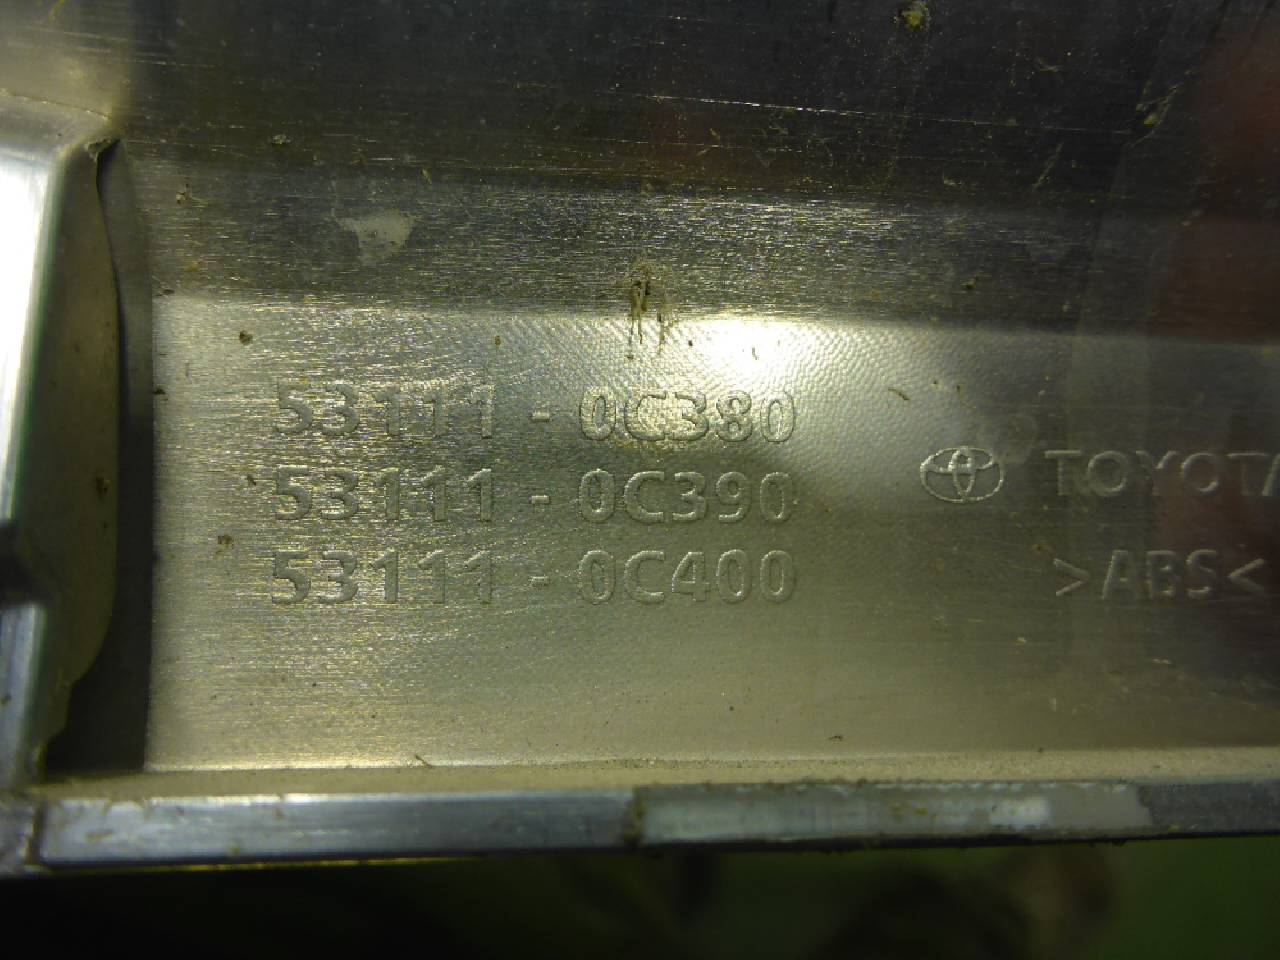 53111 - 0C380
53111 - 0C390
53111 - 0C400
TOYOTA
>ABS<